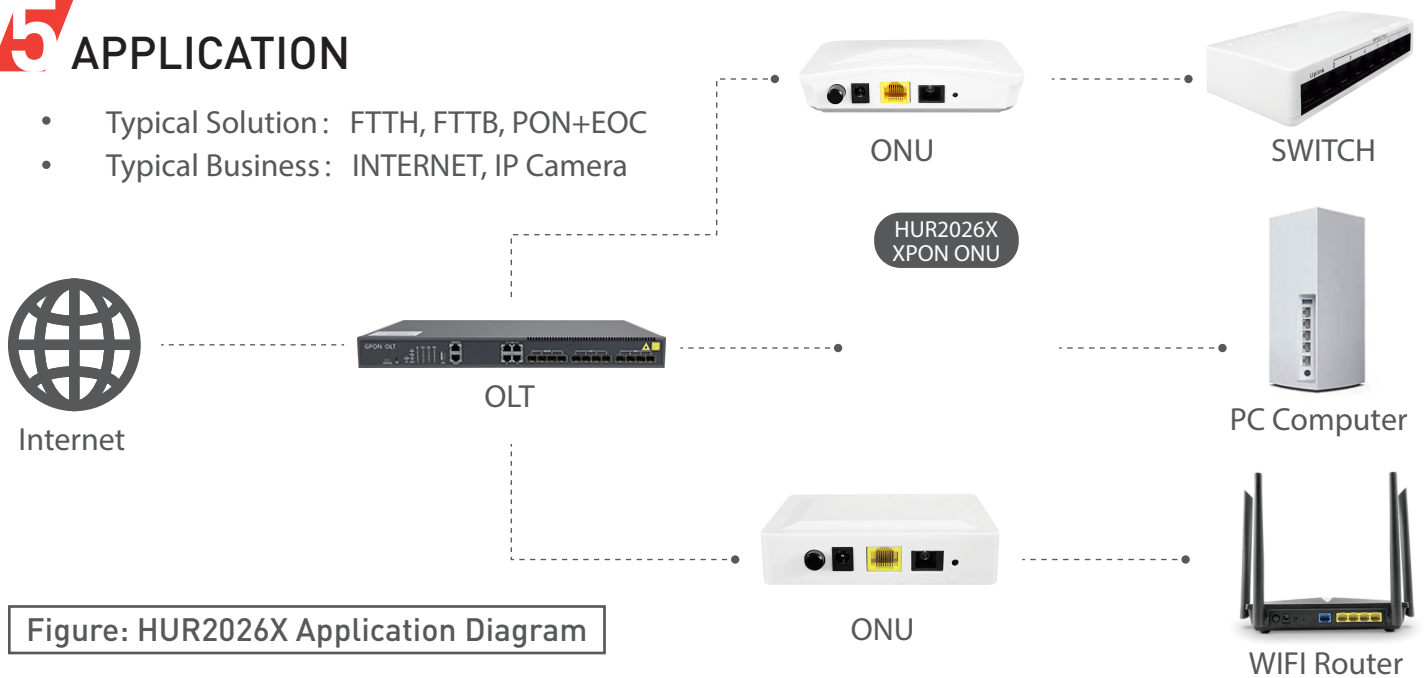 5 APPLICATION
• Typical Solution: FTTH, FTTB, PON+EOC
• Typical Business: INTERNET, IP Camera
ONU
SWITCH
Uplink
HUR2026X
XPON ONU
GPON OLT
OLT
Internet
PC Computer
ONU
WIFI Router
Figure: HUR2026X Application Diagram